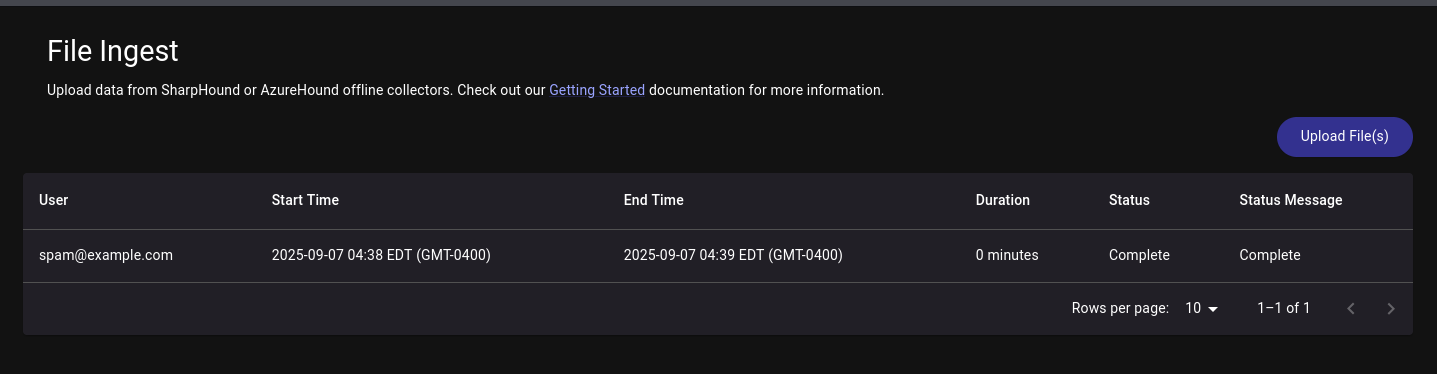 File Ingest
Upload data from SharpHound or AzureHound offline collectors. Check out our Getting Started documentation for more information.
Upload File(s)
User Start Time End Time Duration Status Status Message
spam@example.com 2025-09-07 04:38 EDT (GMT-0400) 2025-09-07 04:39 EDT (GMT-0400) 0 minutes Complete Complete
Rows per page: 10 1–1 of 1